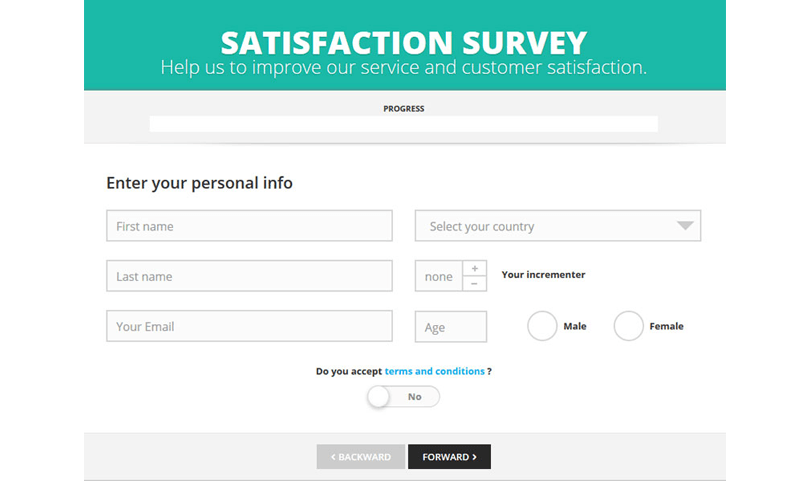 SATISFACTION SURVEY
Help us to improve our service and customer satisfaction.
PROGRESS
Enter your personal info
First name
Select your country
Last name
none
+
−
Your incrementer
Your Email
Age
Male
Female
Do you accept terms and conditions ?
No
‹ BACKWARD
FORWARD ›